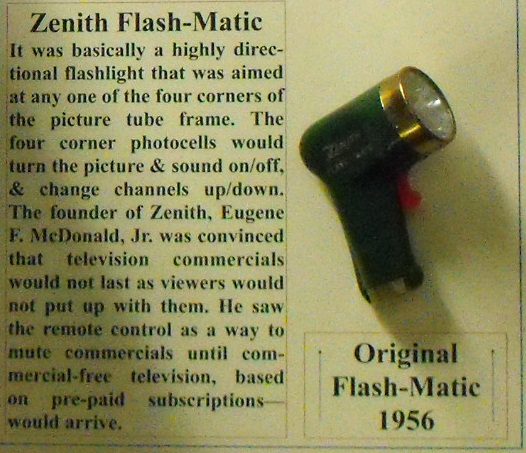 Zenith Flash-Matic
It was basically a highly direc-
tional flashlight that was aimed
at any one of the four corners of
the picture tube frame. The
four corner photocells would
turn the picture & sound on/off,
& change channels up/down.
The founder of Zenith, Eugene
F. McDonald, Jr. was convinced
that television commercials
would not last as viewers would
not put up with them. He saw
the remote control as a way to
mute commercials until com-
mercial-free television, based
on pre-paid subscriptions—
would arrive.
Zenith
Original
Flash-Matic
1956